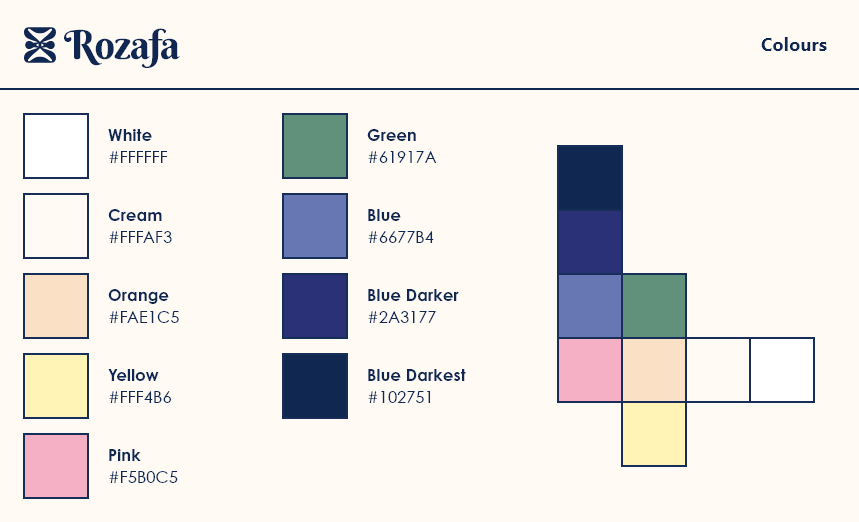 Rozafa
Colours
White
#FFFFFF
Cream
#FFFAF3
Orange
#FAE1C5
Yellow
#FFF4B6
Pink
#F5B0C5
Green
#61917A
Blue
#6677B4
Blue Darker
#2A3177
Blue Darkest
#102751